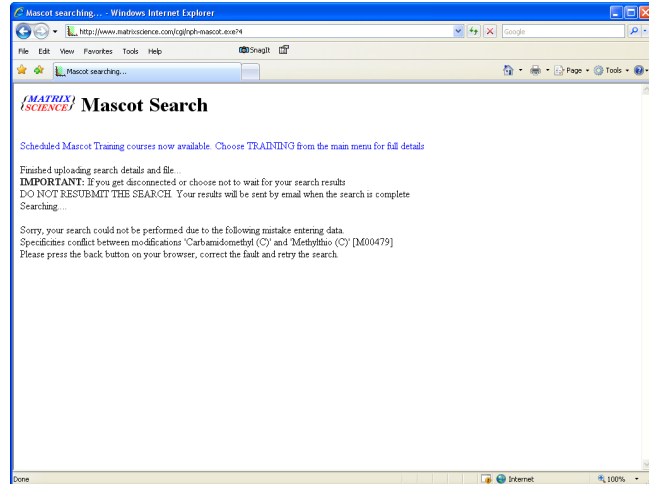 Mascot searching... - Windows Internet Explorer
http://www.matrixscience.com/cgi/nph-mascot.exe?4
Google
File Edit View Favorites Tools Help
SnagIt
Mascot searching...
Page Tools
{MATRIX
SCIENCE} Mascot Search
Scheduled Mascot Training courses now available. Choose TRAINING from the main menu for full details
Finished uploading search details and file...
IMPORTANT: If you get disconnected or choose not to wait for your search results
DO NOT RESUBMIT THE SEARCH. Your results will be sent by email when the search is complete
Searching....
Sorry, your search could not be performed due to the following mistake entering data.
Specificities conflict between modifications 'Carbamidomethyl (C)' and 'Methylthio (C)' [M00479]
Please press the back button on your browser, correct the fault and retry the search.
Done
Internet
100%